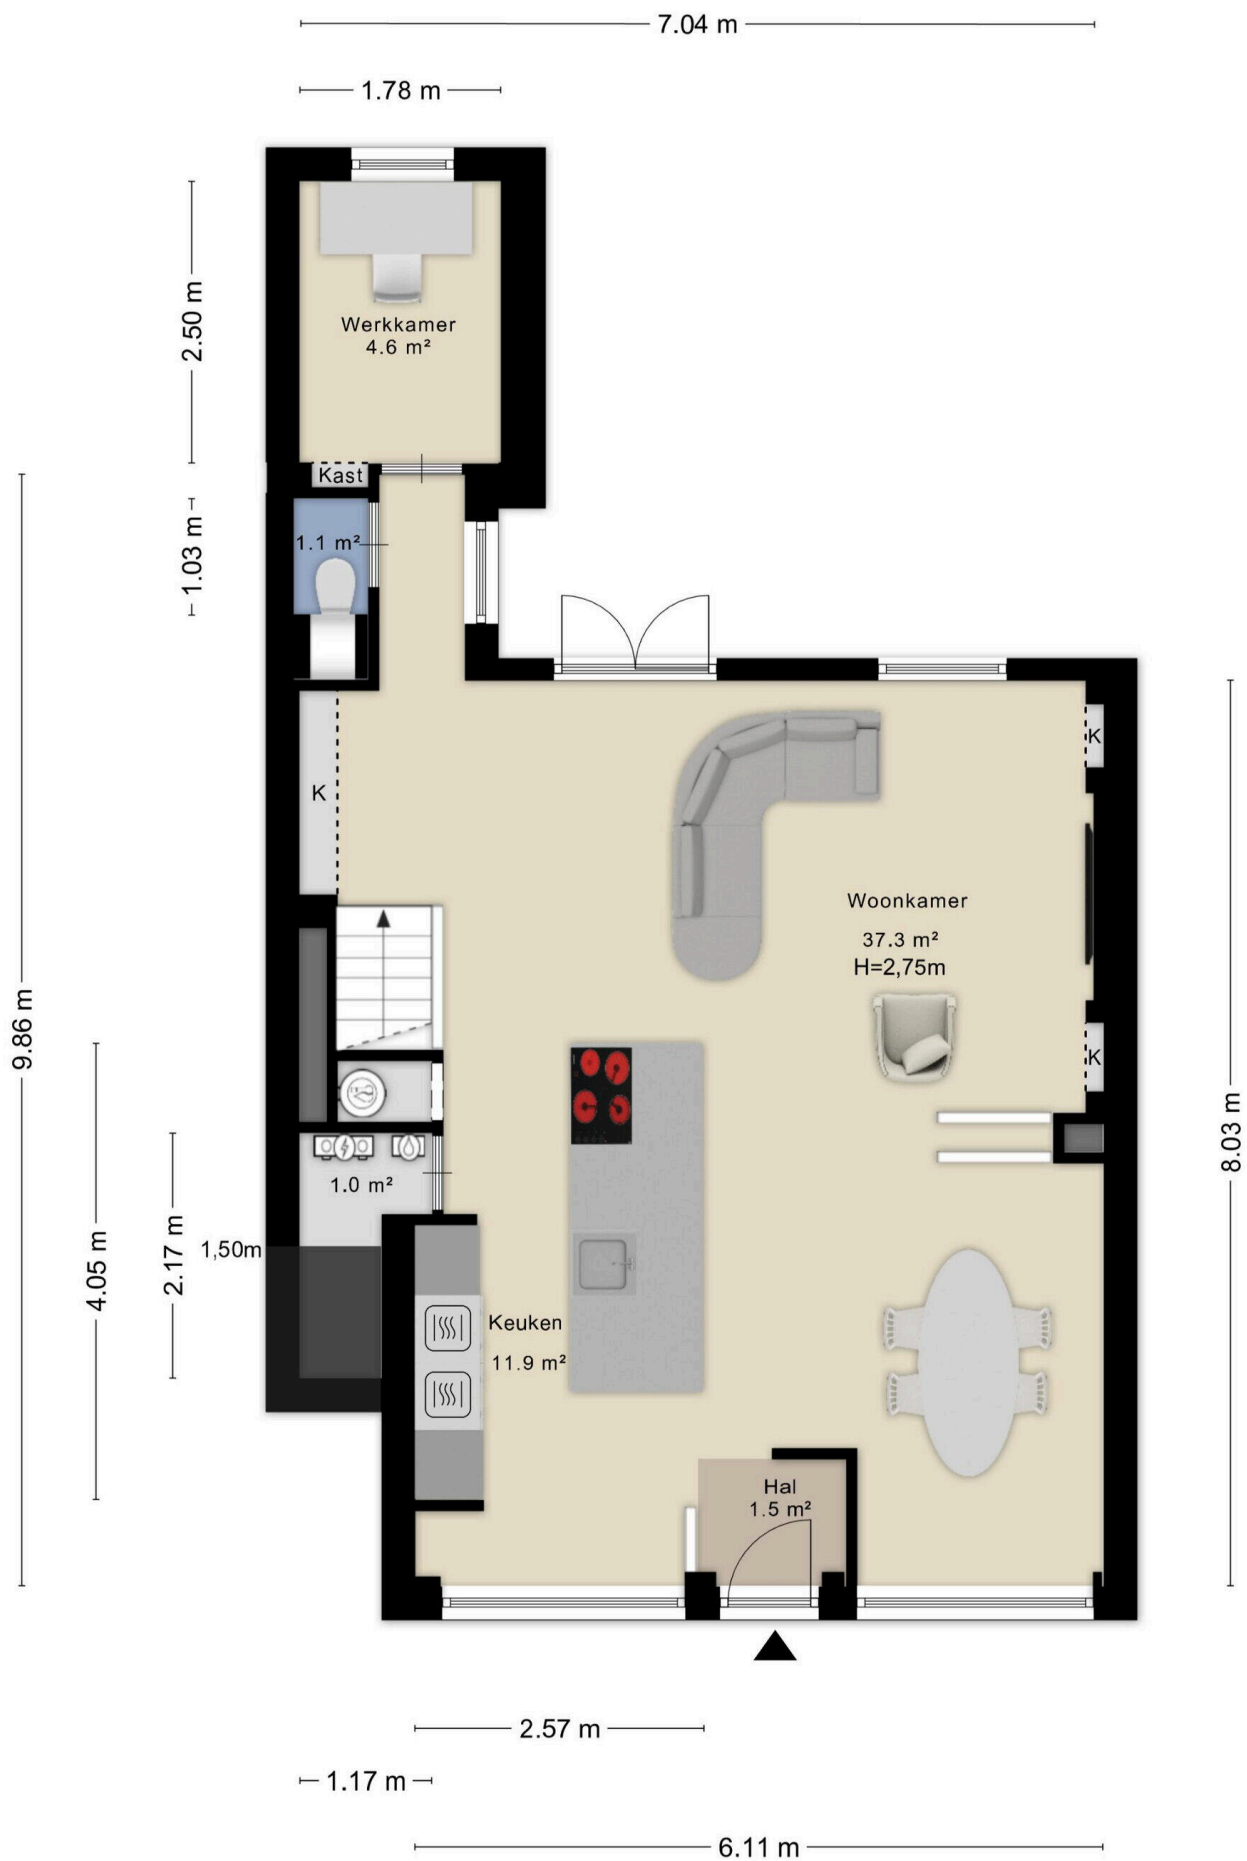 7.04 m
1.78 m
2.50 m
Werkkamer
4.6 m²
Kast
1.03 m
1.1 m²
K
K
Woonkamer
37.3 m²
H=2,75m
9.86 m
K
8.03 m
1.0 m²
4.05 m
2.17 m
1,50m
Keuken
11.9 m²
Hal
1.5 m²
2.57 m
1.17 m
6.11 m